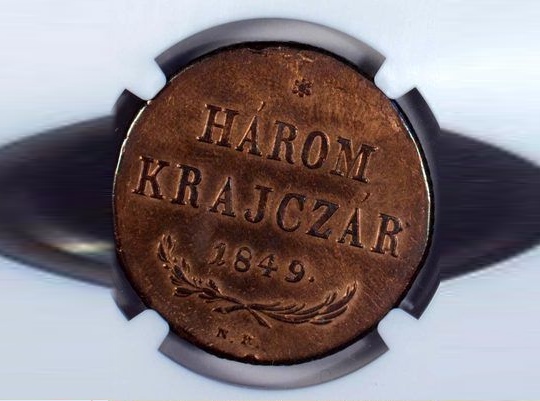 *
HÁROM
KRAJCZÁR
1849.
N. B.